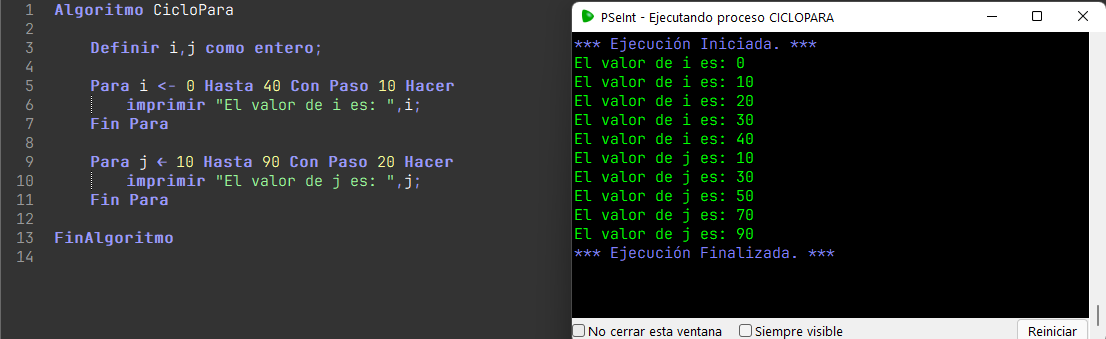 1 Algoritmo CicloPara
2
3 Definir i,j como entero;
4
5 Para i <- 0 Hasta 40 Con Paso 10 Hacer
6 imprimir "El valor de i es: ",i;
7 Fin Para
8
9 Para j ← 10 Hasta 90 Con Paso 20 Hacer
10 imprimir "El valor de j es: ",j;
11 Fin Para
12
13 FinAlgoritmo
14
PSeInt - Ejecutando proceso CICLOPARA
*** Ejecución Iniciada. ***
El valor de i es: 0
El valor de i es: 10
El valor de i es: 20
El valor de i es: 30
El valor de i es: 40
El valor de j es: 10
El valor de j es: 30
El valor de j es: 50
El valor de j es: 70
El valor de j es: 90
*** Ejecución Finalizada. ***
No cerrar esta ventana Siempre visible Reiniciar